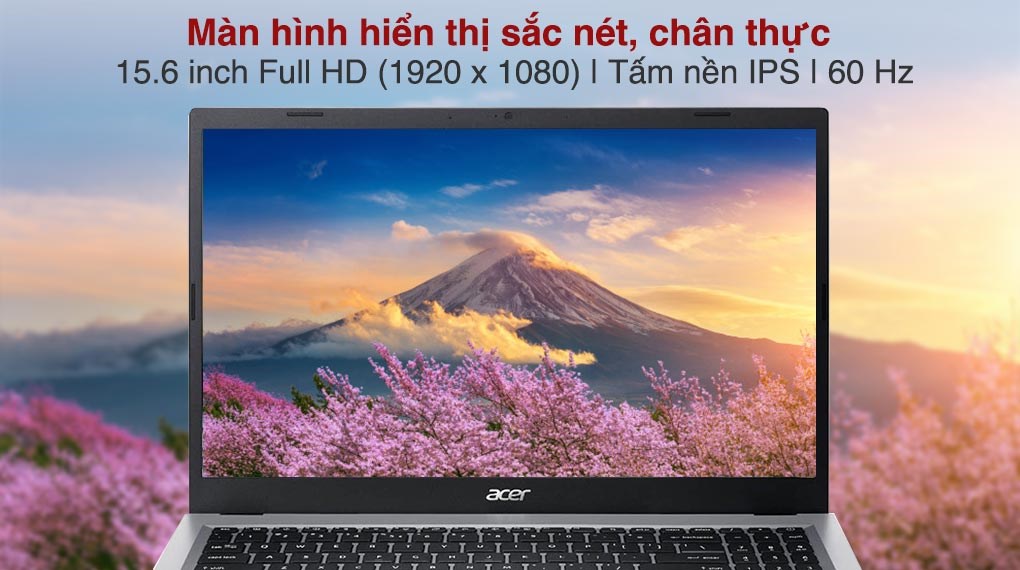 Màn hình hiển thị sắc nét, chân thực
15.6 inch Full HD (1920 x 1080) | Tấm nền IPS | 60 Hz
acer